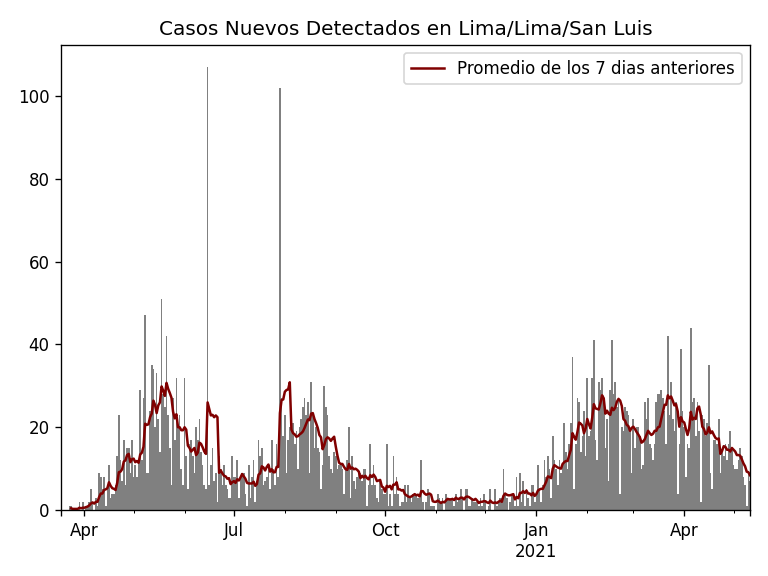 Casos Nuevos Detectados en Lima/Lima/San Luis
Promedio de los 7 dias anteriores
100
80
60
40
20
0
Apr Jul Oct Jan Apr
2021